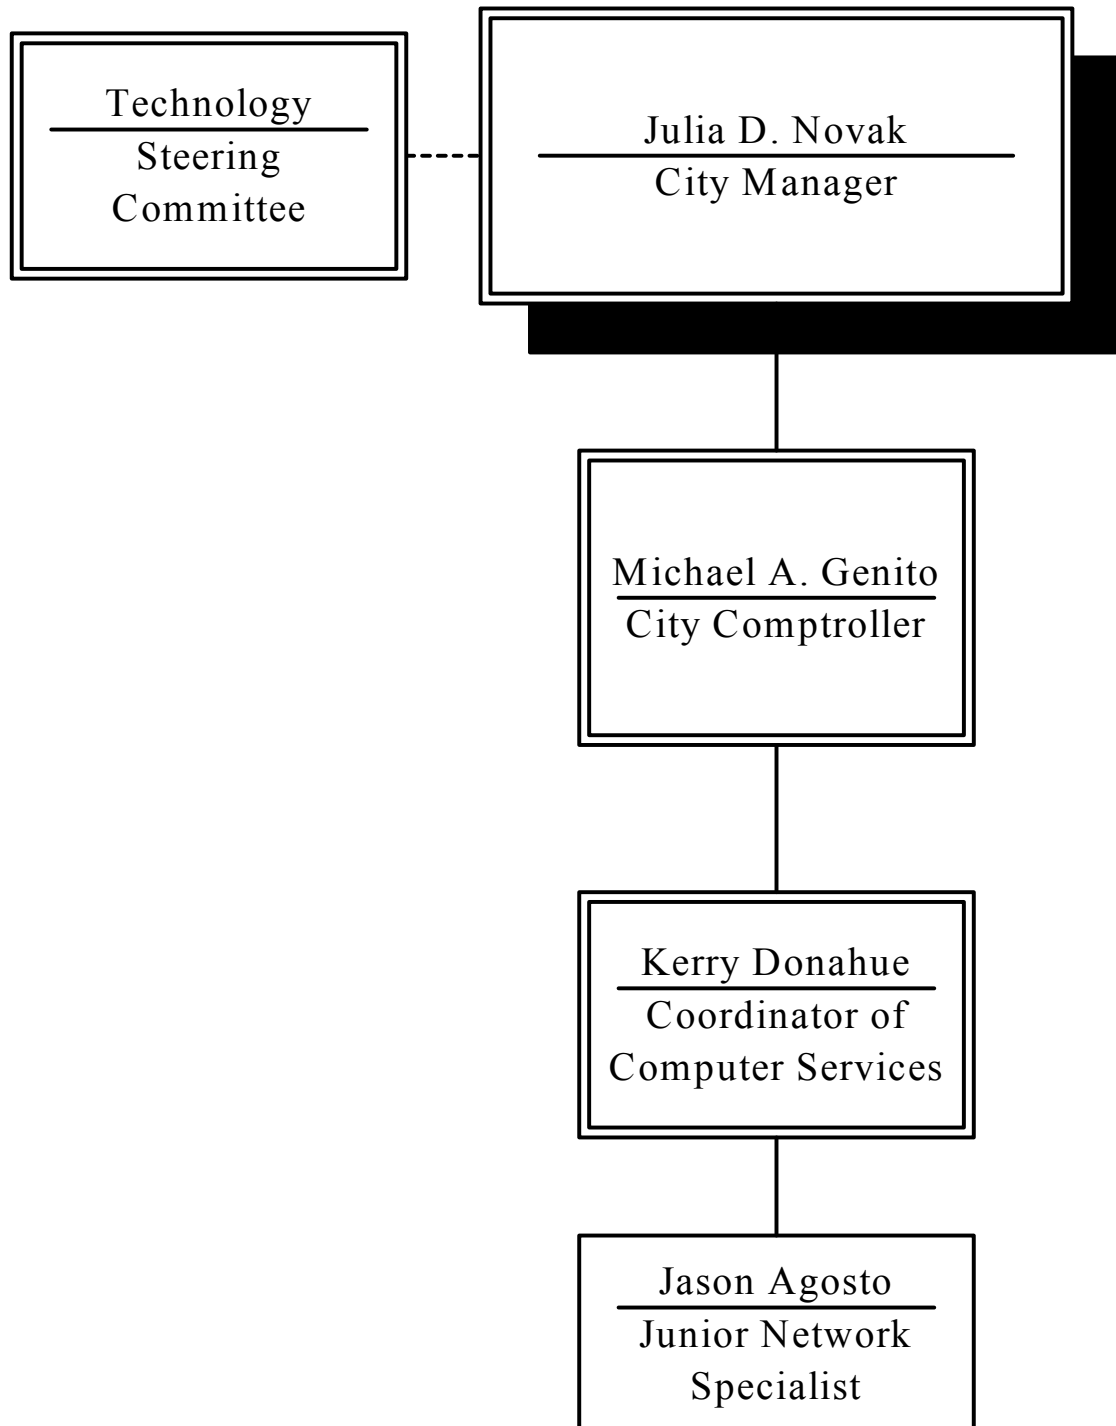 Technology
Steering
Committee
Julia D. Novak
City Manager
Michael A. Genito
City Comptroller
Kerry Donahue
Coordinator of
Computer Services
Jason Agosto
Junior Network
Specialist